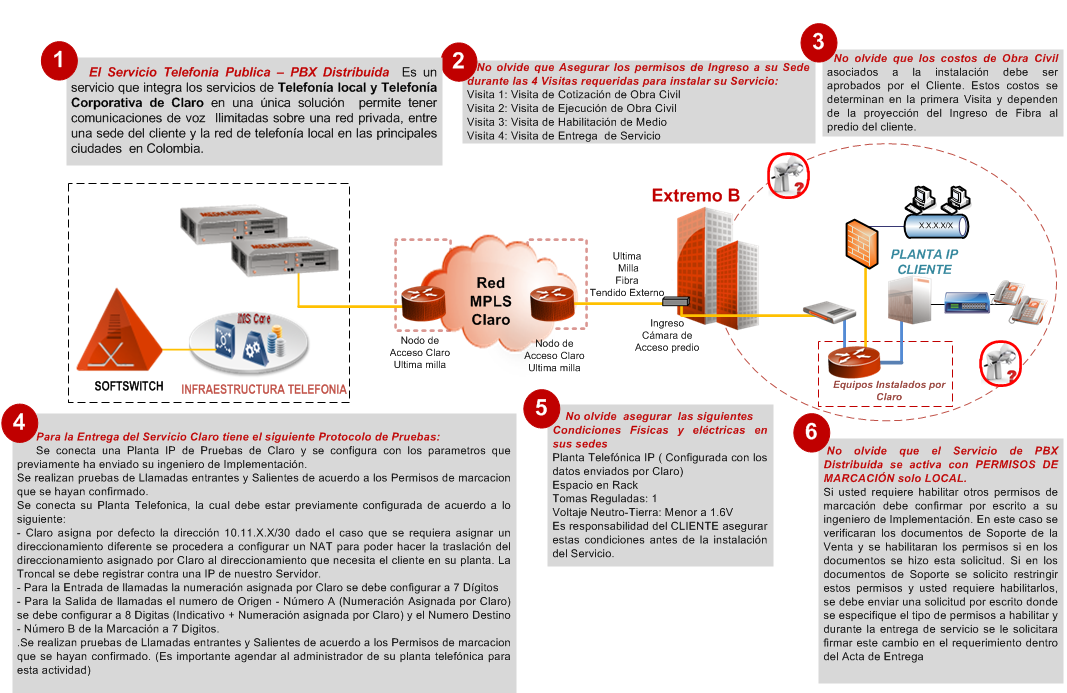 1
El Servicio Telefonia Publica – PBX Distribuida Es un
servicio que integra los servicios de Telefonía local y Telefonía
Corporativa de Claro en una única solución permite tener
comunicaciones de voz Ilimitadas sobre una red privada, entre
una sede del cliente y la red de telefonía local en las principales
ciudades en Colombia.
2
No olvide que Asegurar los permisos de Ingreso a su Sede
durante las 4 Visitas requeridas para instalar su Servicio:
Visita 1: Visita de Cotización de Obra Civil
Visita 2: Visita de Ejecución de Obra Civil
Visita 3: Visita de Habilitación de Medio
Visita 4: Visita de Entrega de Servicio
3
No olvide que los costos de Obra Civil
asociados a la instalación debe ser
aprobados por el Cliente. Estos costos se
determinan en la primera Visita y dependen
de la proyección del Ingreso de Fibra al
predio del cliente.
MEDIA GATEWAY
MEDIA GATEWAY
IMS Core
SOFTSWITCH
INFRAESTRUCTURA TELEFONIA
Red
MPLS
Claro
Nodo de
Acceso Claro
Ultima milla
Nodo de
Acceso Claro
Ultima milla
Ultima
Milla
Fibra
Tendido Externo
Extremo B
Ingreso
Cámara de
Acceso predio
?
X.X.X.X/X
PLANTA IP
CLIENTE
Equipos Instalados por
Claro
?
4
Para la Entrega del Servicio Claro tiene el siguiente Protocolo de Pruebas:
Se conecta una Planta IP de Pruebas de Claro y se configura con los parametros que
previamente ha enviado su ingeniero de Implementación.
Se realizan pruebas de Llamadas entrantes y Salientes de acuerdo a los Permisos de marcacion
que se hayan confirmado.
Se conecta su Planta Telefonica, la cual debe estar previamente configurada de acuerdo a lo
siguiente:
- Claro asigna por defecto la dirección 10.11.X.X/30 dado el caso que se requiera asignar un
direccionamiento diferente se procedera a configurar un NAT para poder hacer la traslación del
direccionamiento asignado por Claro al direccionamiento que necesita el cliente en su planta. La
Troncal se debe registrar contra una IP de nuestro Servidor.
- Para la Entrada de llamadas la numeración asignada por Claro se debe configurar a 7 Dígitos
- Para la Salida de llamadas el numero de Origen - Número A (Numeración Asignada por Claro)
se debe configurar a 8 Digitas (Indicativo + Numeración asignada por Claro) y el Numero Destino
- Número B de la Marcación a 7 Digitos.
.Se realizan pruebas de Llamadas entrantes y Salientes de acuerdo a los Permisos de marcacion
que se hayan confirmado. (Es importante agendar al administrador de su planta telefónica para
esta actividad)
5
No olvide asegurar las siguientes
Condiciones Fisicas y eléctricas en
sus sedes
Planta Telefónica IP ( Configurada con los
datos enviados por Claro)
Espacio en Rack
Tomas Reguladas: 1
Voltaje Neutro-Tierra: Menor a 1.6V
Es responsabilidad del CLIENTE asegurar
estas condiciones antes de la instalación
del Servicio.
6
No olvide que el Servicio de PBX
Distribuida se activa con PERMISOS DE
MARCACIÓN solo LOCAL.
Si usted requiere habilitar otros permisos de
marcación debe confirmar por escrito a su
ingeniero de Implementación. En este caso se
verificaran los documentos de Soporte de la
Venta y se habilitaran los permisos si en los
documentos se hizo esta solicitud. Si en los
documentos de Soporte se solicito restringir
estos permisos y usted requiere habilitarlos,
se debe enviar una solicitud por escrito donde
se especifique el tipo de permisos a habilitar y
durante la entrega de servicio se le solicitara
firmar este cambio en el requerimiento dentro
del Acta de Entrega